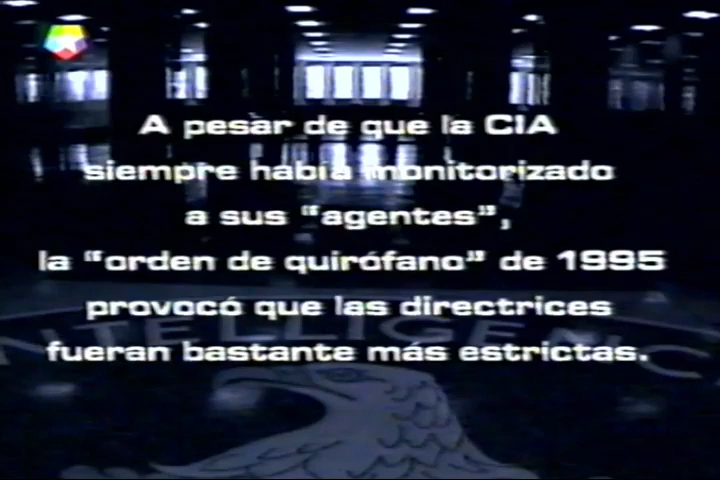 A pesar de que la CIA
siempre había monitorizado
a sus “agentes”,
la “orden de quirófano” de 1995
provocó que las directrices
fueran bastante más estrictas.
INTELLIGENC